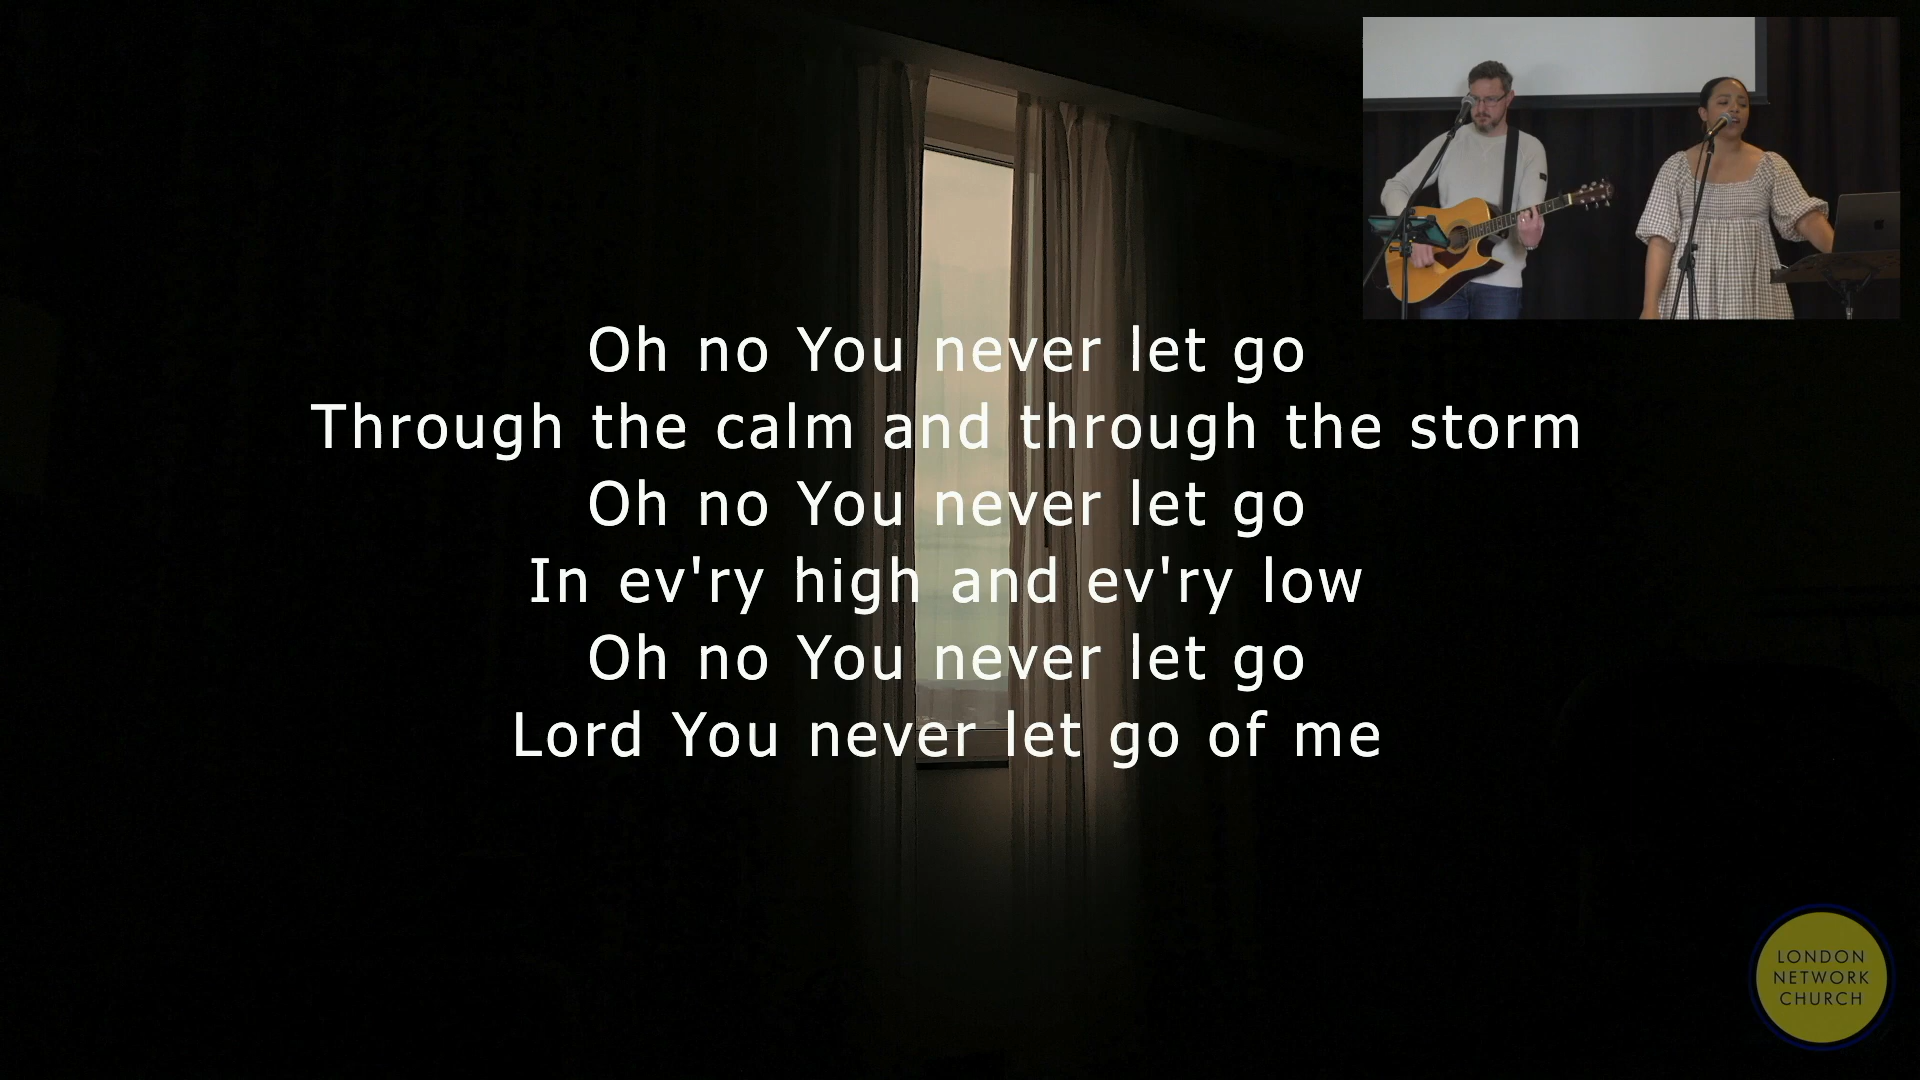 Oh no You never let go
Through the calm and through the storm
Oh no You never let go
In ev'ry high and ev'ry low
Oh no You never let go
Lord You never let go of me
LONDON
NETWORK
CHURCH